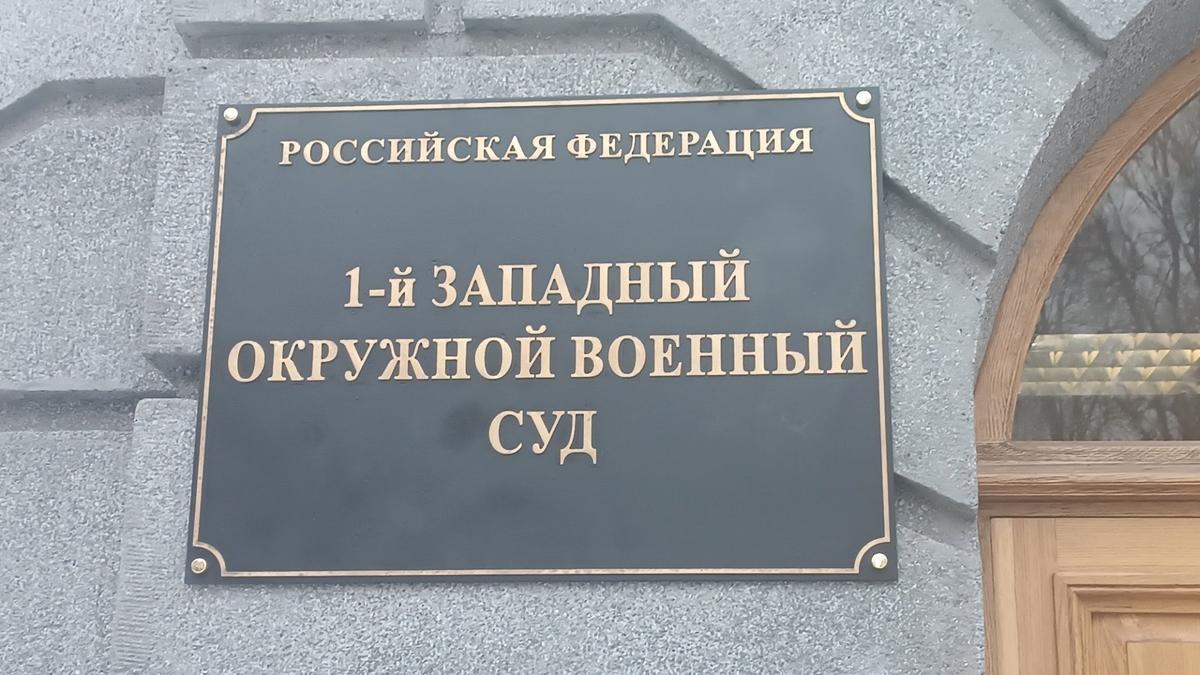 РОССИЙСКАЯ ФЕДЕРАЦИЯ
1-й ЗАПАДНЫЙ
ОКРУЖНОЙ ВОЕННЫЙ
СУД